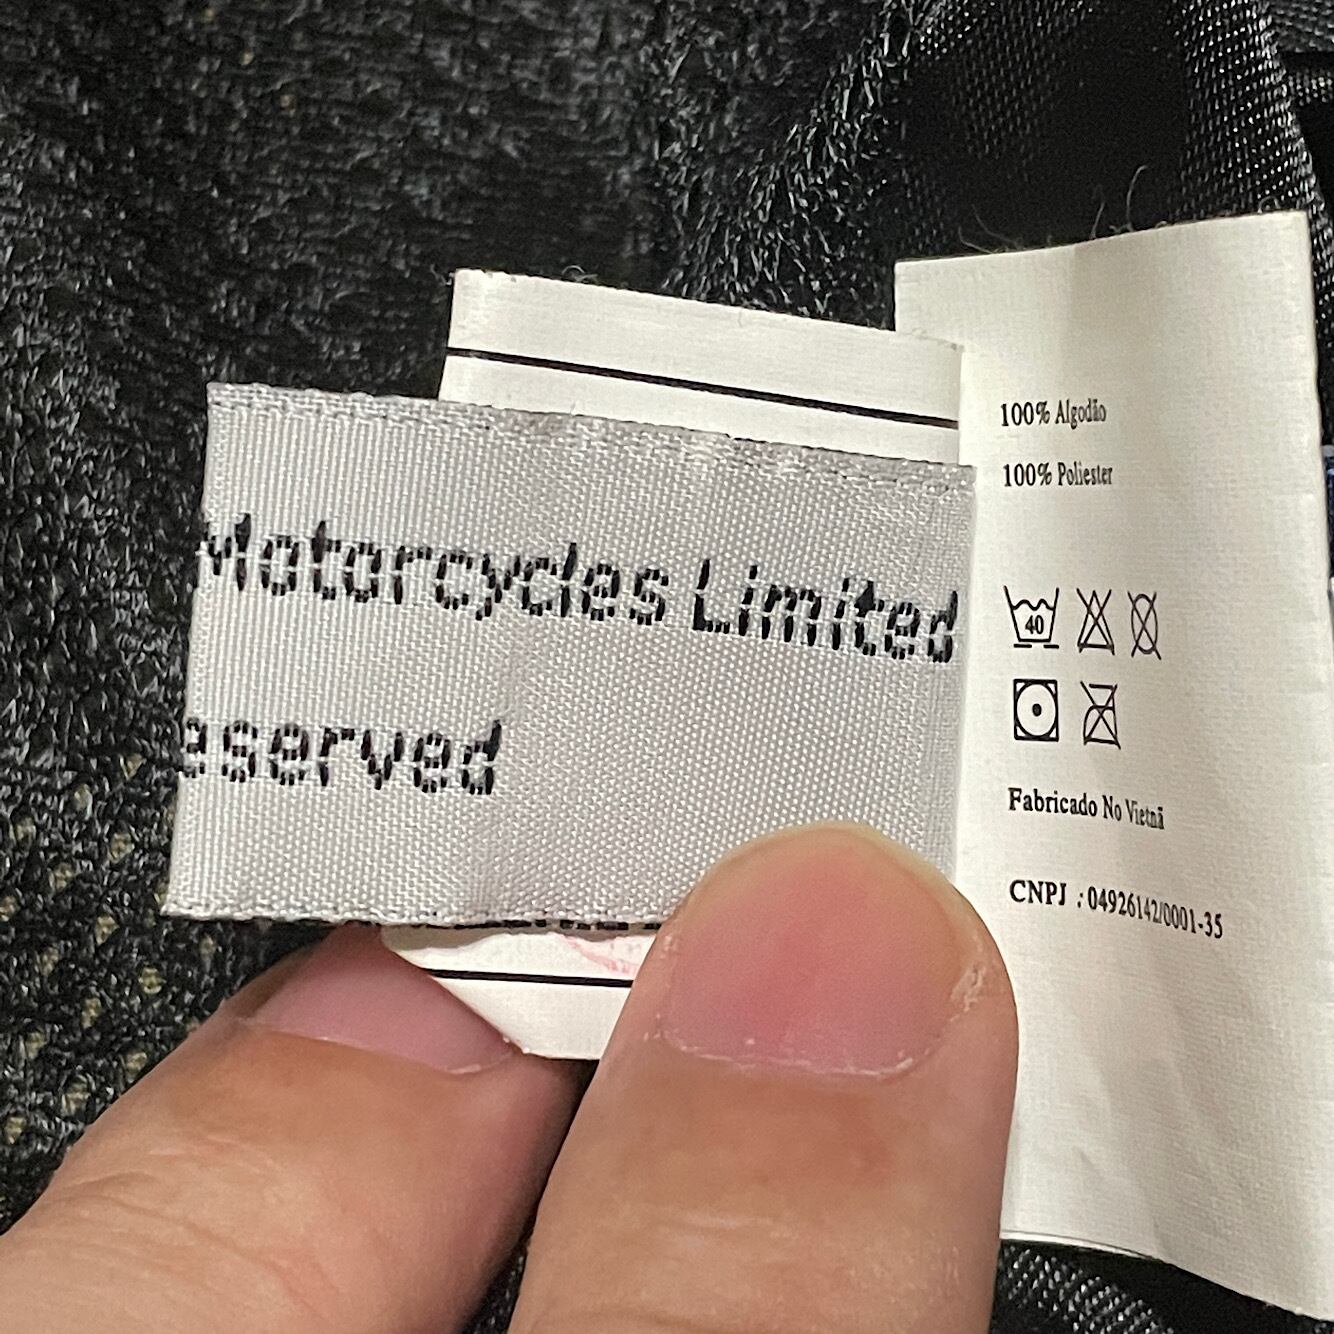 Motorcycles Limited
eserved
100% Algodão
100% Poliester
40
Fabricado No Vietnã
CNPJ : 04926142/0001-35